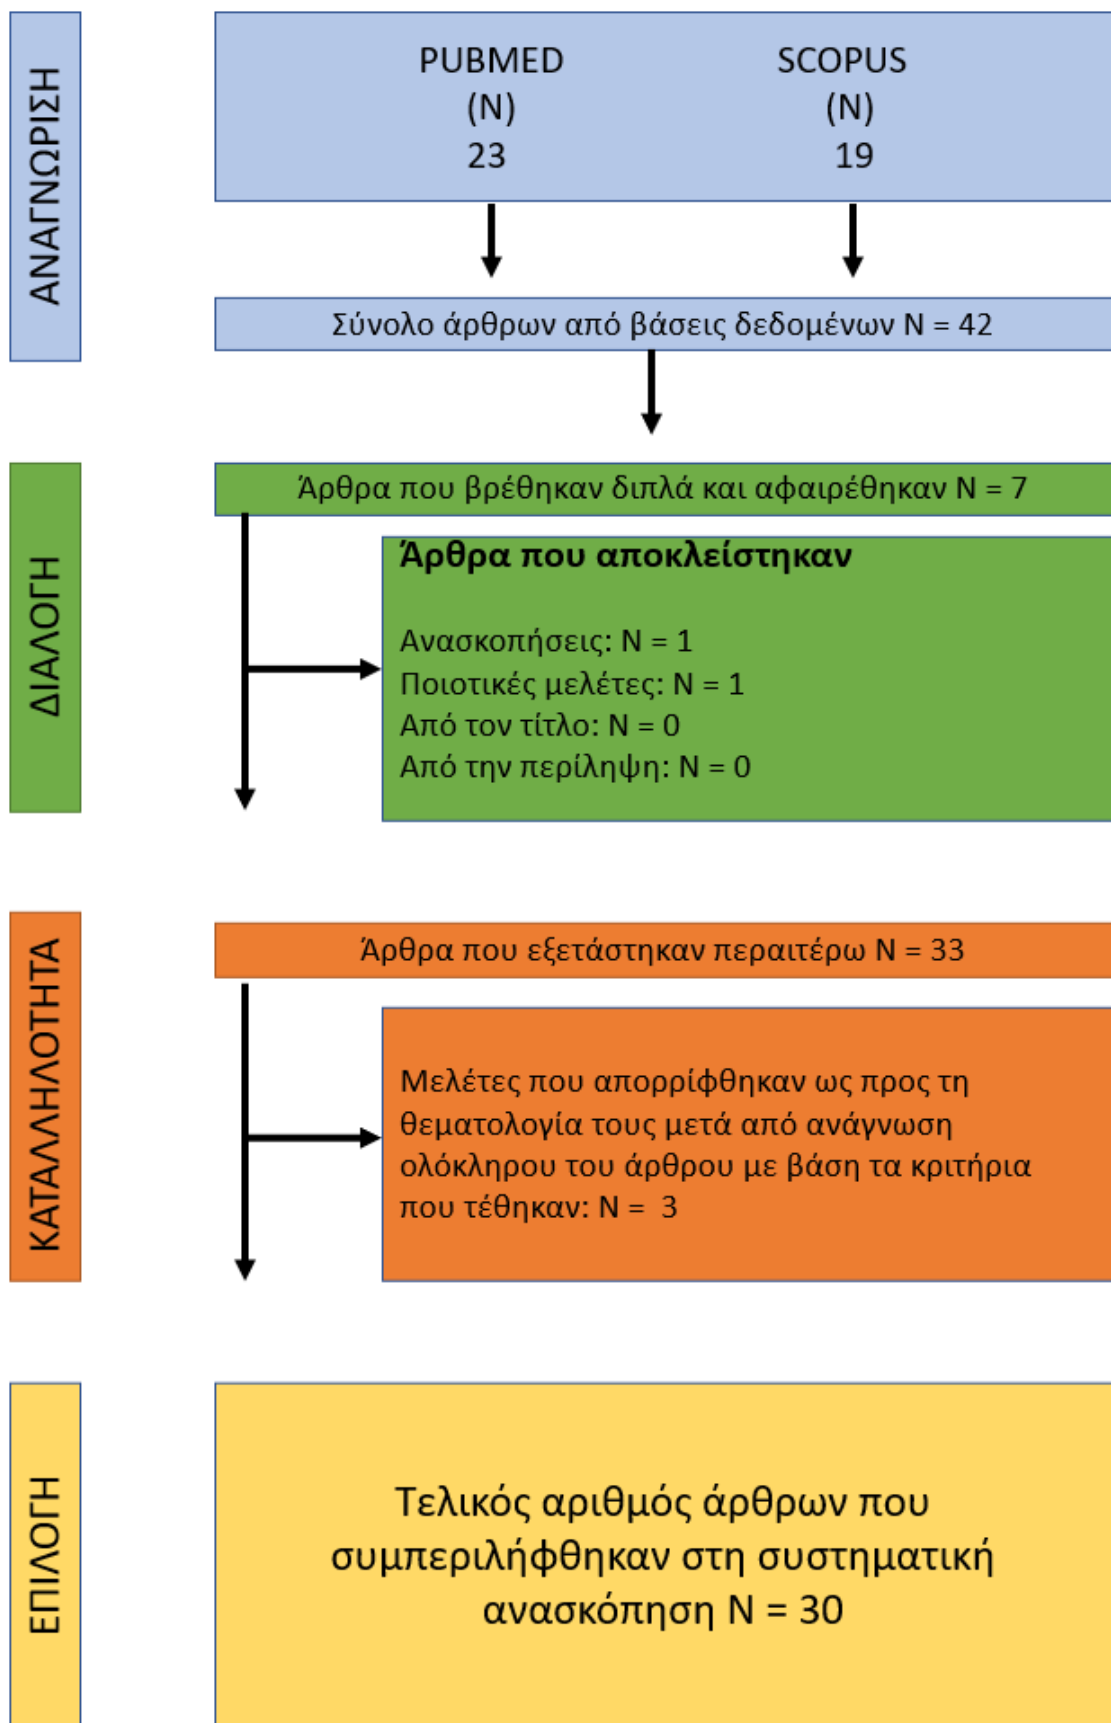 ΑΝΑΓΝΩΡΙΣΗ
PUBMED
(N)
23
SCOPUS
(N)
19
Σύνολο άρθρων από βάσεις δεδομένων N = 42
ΔΙΑΛΟΓΗ
Άρθρα που βρέθηκαν διπλά και αφαιρέθηκαν N = 7
Άρθρα που αποκλείστηκαν
Ανασκοπήσεις: N = 1
Ποιοτικές μελέτες: N = 1
Από τον τίτλο: N = 0
Από την περίληψη: N = 0
ΚΑΤΑΛΛΗΛΟΤΗΤΑ
Άρθρα που εξετάστηκαν περαιτέρω N = 33
Μελέτες που απορρίφθηκαν ως προς τη
θεματολογία τους μετά από ανάγνωση
ολόκληρου του άρθρου με βάση τα κριτήρια
που τέθηκαν: N = 3
ΕΠΙΛΟΓΗ
Τελικός αριθμός άρθρων που
συμπεριλήφθηκαν στη συστηματική
ανασκόπηση N = 30